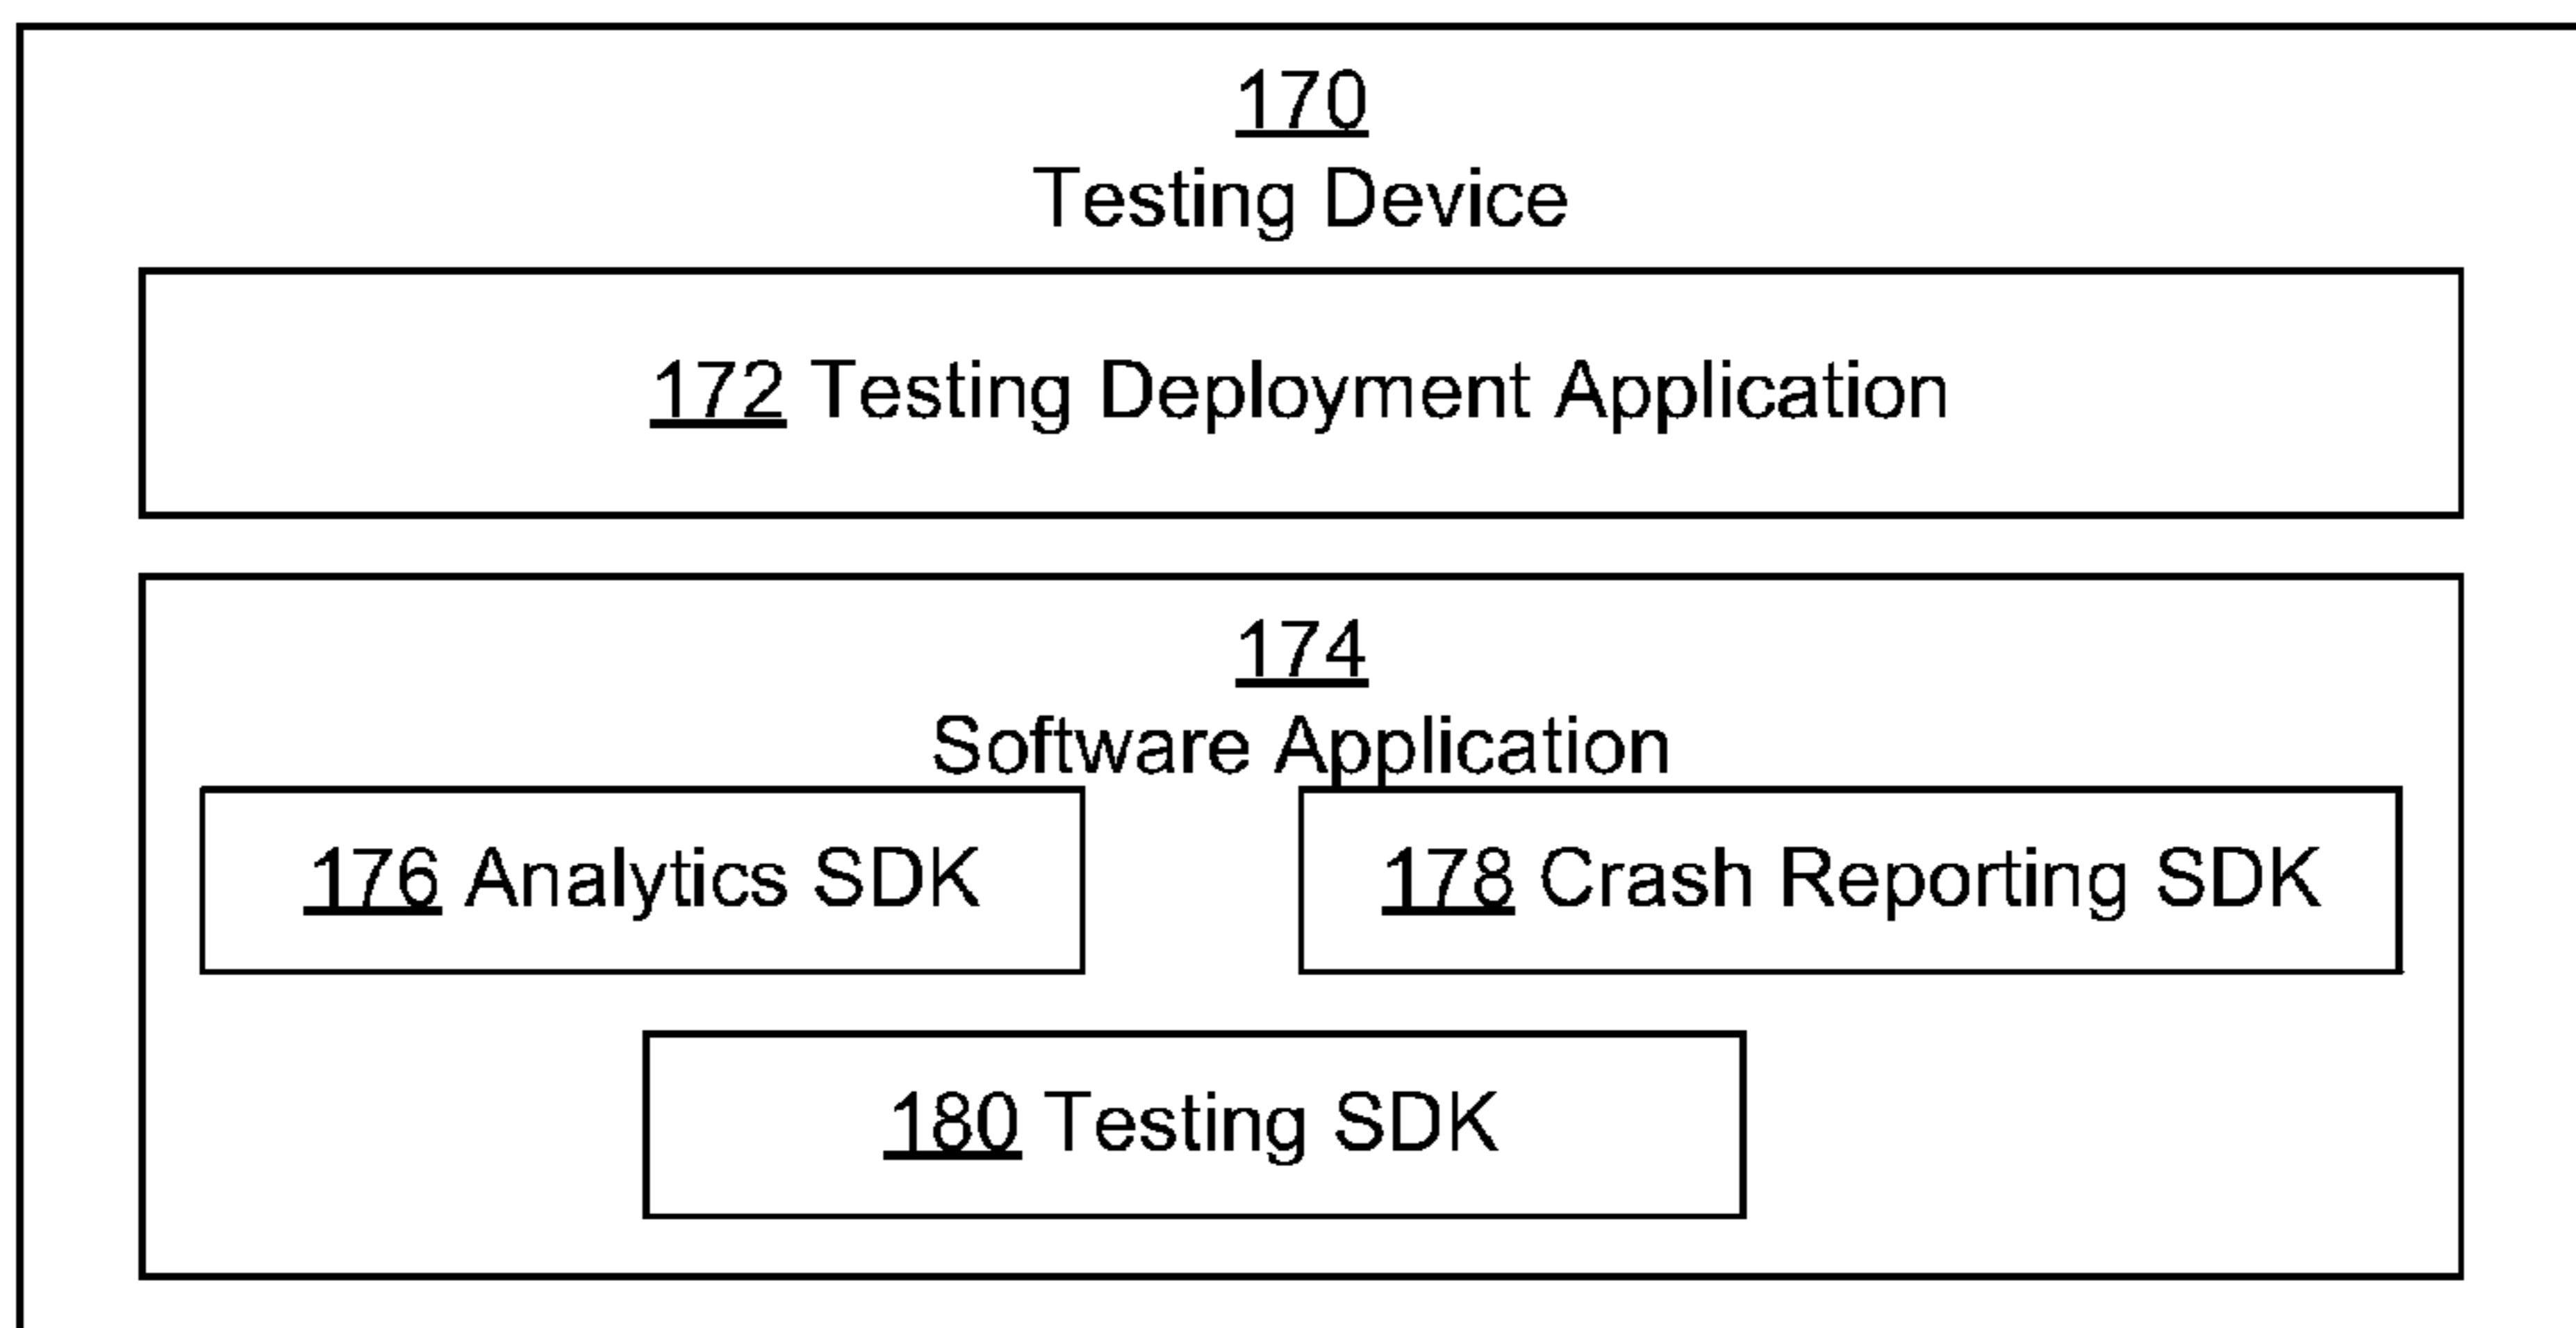 170
Testing Device
172 Testing Deployment Application
174
Software Application
176 Analytics SDK
178 Crash Reporting SDK
180 Testing SDK